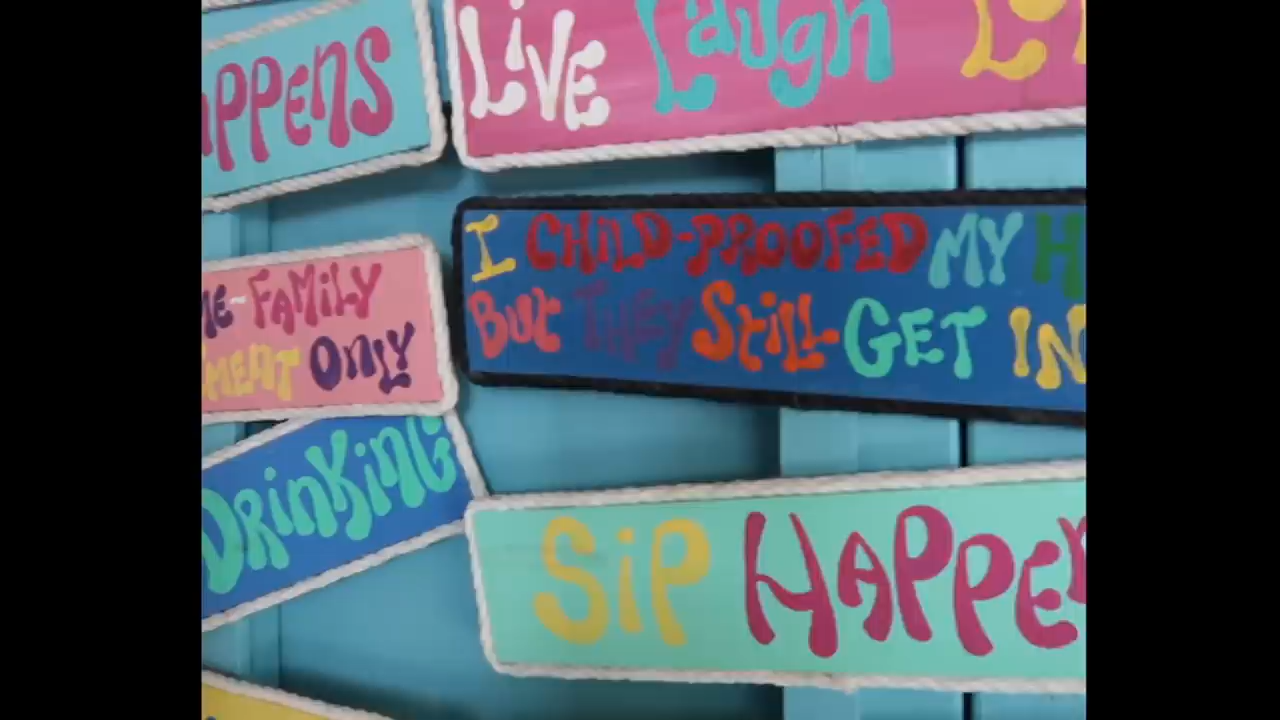 APPENS
LiVE Laugh
I CHiLD-PROOFED MY
But THEY Still GET IN
FAMiLY
ONLY
DRinKiNG
SiP HAPPEN